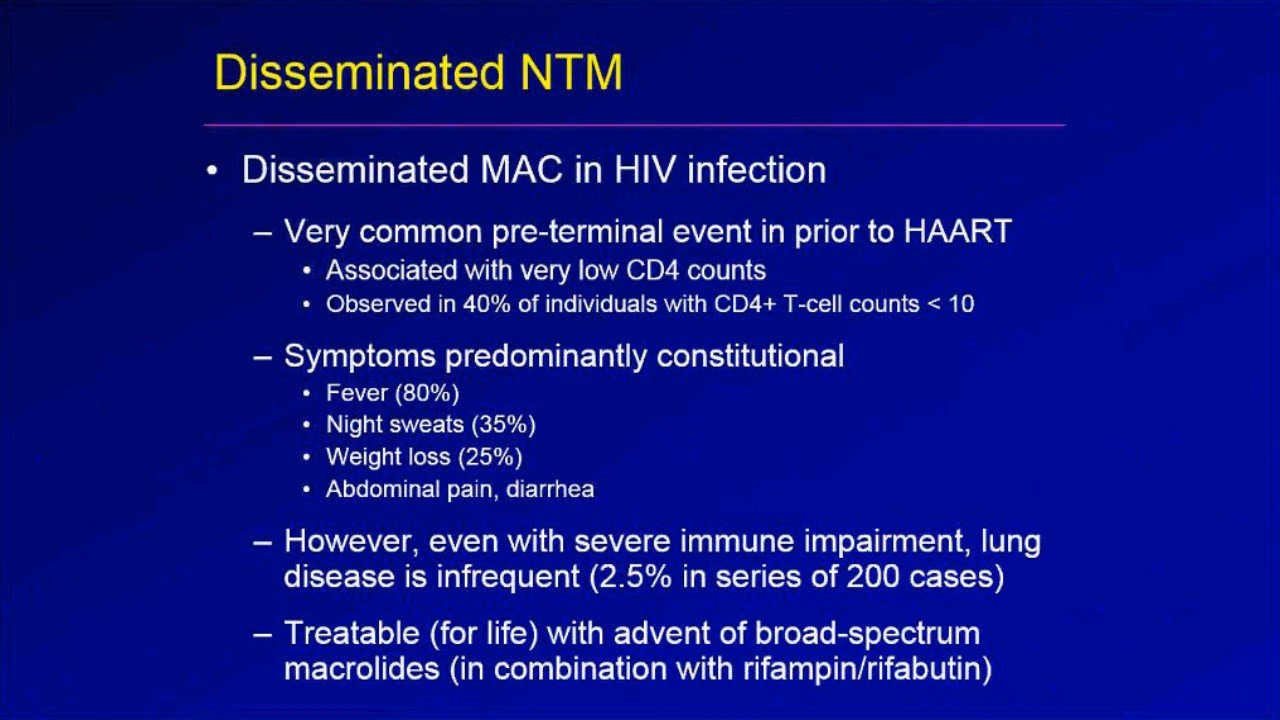 Disseminated NTM
• Disseminated MAC in HIV infection
– Very common pre-terminal event in prior to HAART
• Associated with very low CD4 counts
• Observed in 40% of individuals with CD4+ T-cell counts < 10
– Symptoms predominantly constitutional
• Fever (80%)
• Night sweats (35%)
• Weight loss (25%)
• Abdominal pain, diarrhea
– However, even with severe immune impairment, lung
disease is infrequent (2.5% in series of 200 cases)
– Treatable (for life) with advent of broad-spectrum
macrolides (in combination with rifampin/rifabutin)